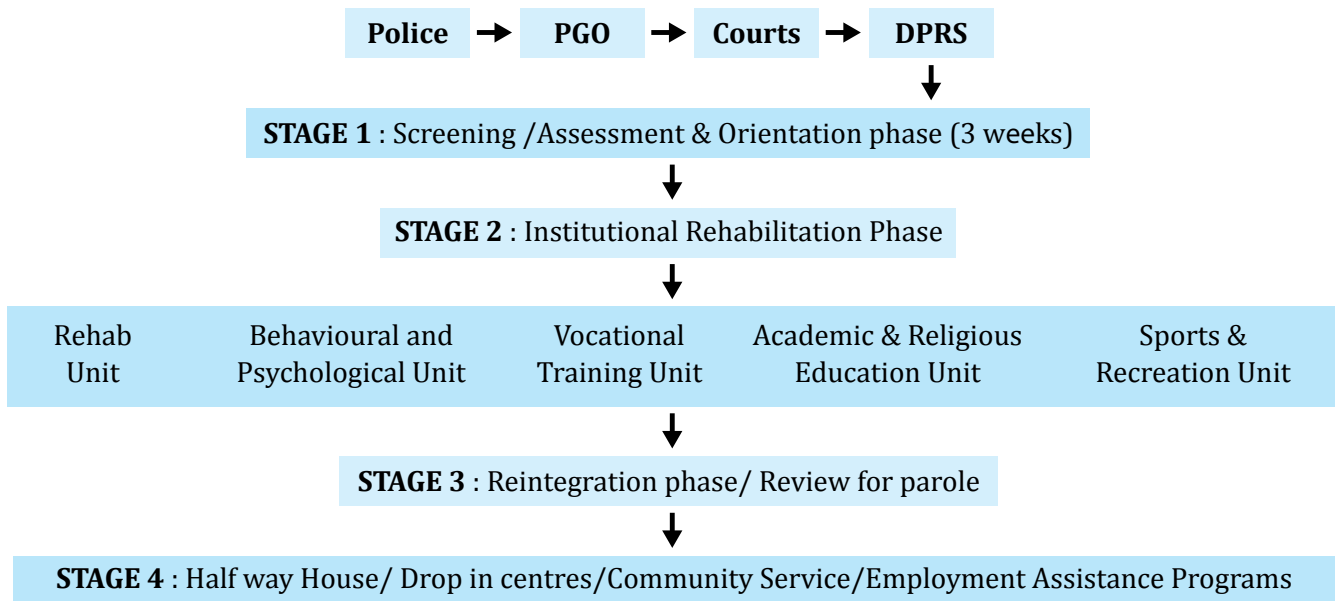 Police PGO Courts DPRS
STAGE 1 : Screening /Assessment & Orientation phase (3 weeks)
STAGE 2 : Institutional Rehabilitation Phase
Rehab
Unit
Behavioural and
Psychological Unit
Vocational
Training Unit
Academic & Religious
Education Unit
Sports &
Recreation Unit
STAGE 3 : Reintegration phase/ Review for parole
STAGE 4 : Half way House/ Drop in centres/Community Service/Employment Assistance Programs